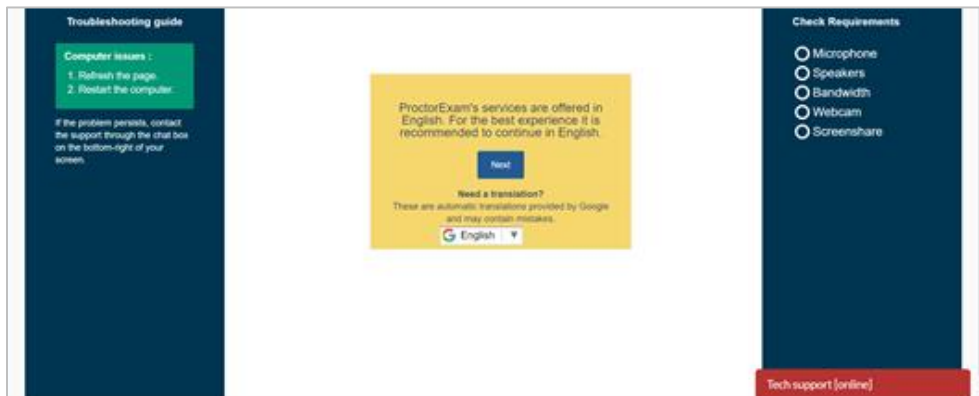 Troubleshooting guide
Computer issues :
1. Refresh the page.
2. Restart the computer.
If the problem persists, contact
the support through the chat box
on the bottom-right of your
screen.
ProctorExam's services are offered in
English. For the best experience it is
recommended to continue in English.
Next
Need a translation?
These are automatic translations provided by Google
and may contain mistakes.
G English ▼
Check Requirements
Microphone
Speakers
Bandwidth
Webcam
Screenshare
Tech support [online]